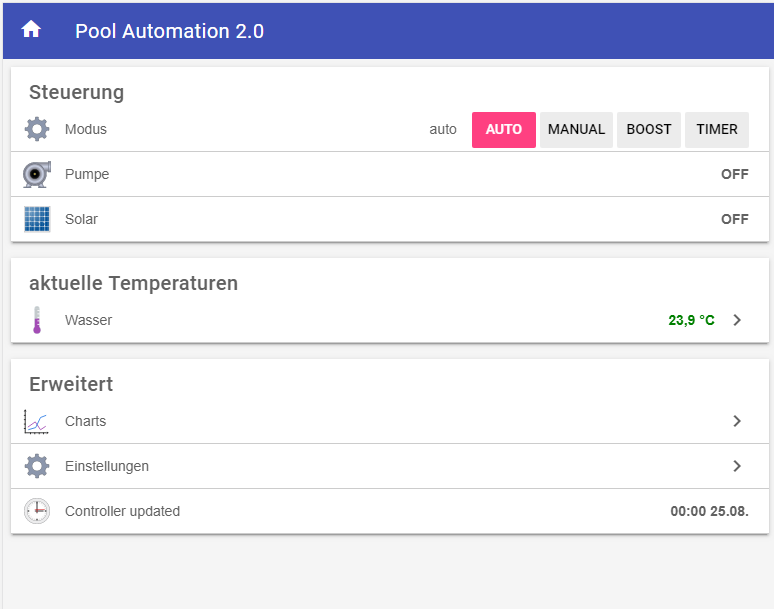 Pool Automation 2.0
Steuerung
Modus auto AUTO MANUAL BOOST TIMER
Pumpe OFF
Solar OFF
aktuelle Temperaturen
Wasser 23,9 °C
Erweitert
Charts
Einstellungen
Controller updated 00:00 25.08.